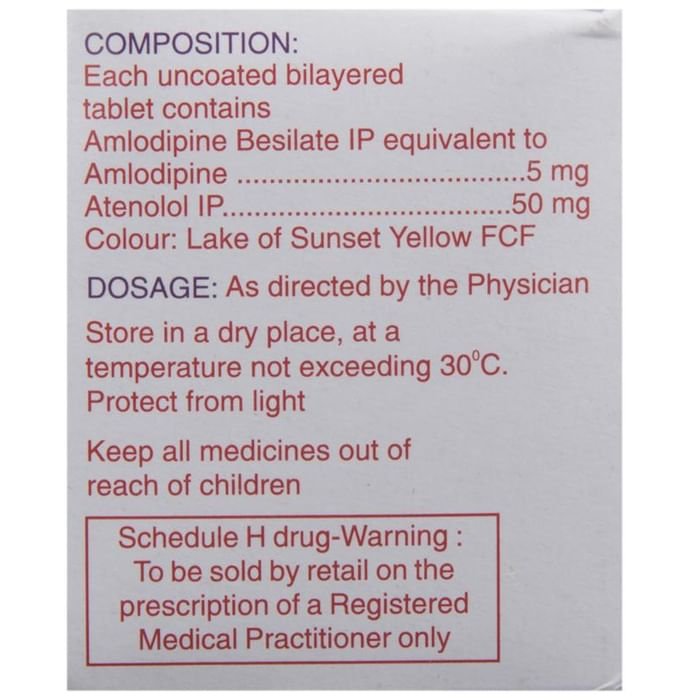 COMPOSITION:
Each uncoated bilayered
tablet contains
Amlodipine Besilate IP equivalent to
Amlodipine ....................................5 mg
Atenolol IP....................................50 mg
Colour: Lake of Sunset Yellow FCF
DOSAGE: As directed by the Physician
Store in a dry place, at a
temperature not exceeding 30⁰C.
Protect from light
Keep all medicines out of
reach of children
Schedule H drug-Warning :
To be sold by retail on the
prescription of a Registered
Medical Practitioner only